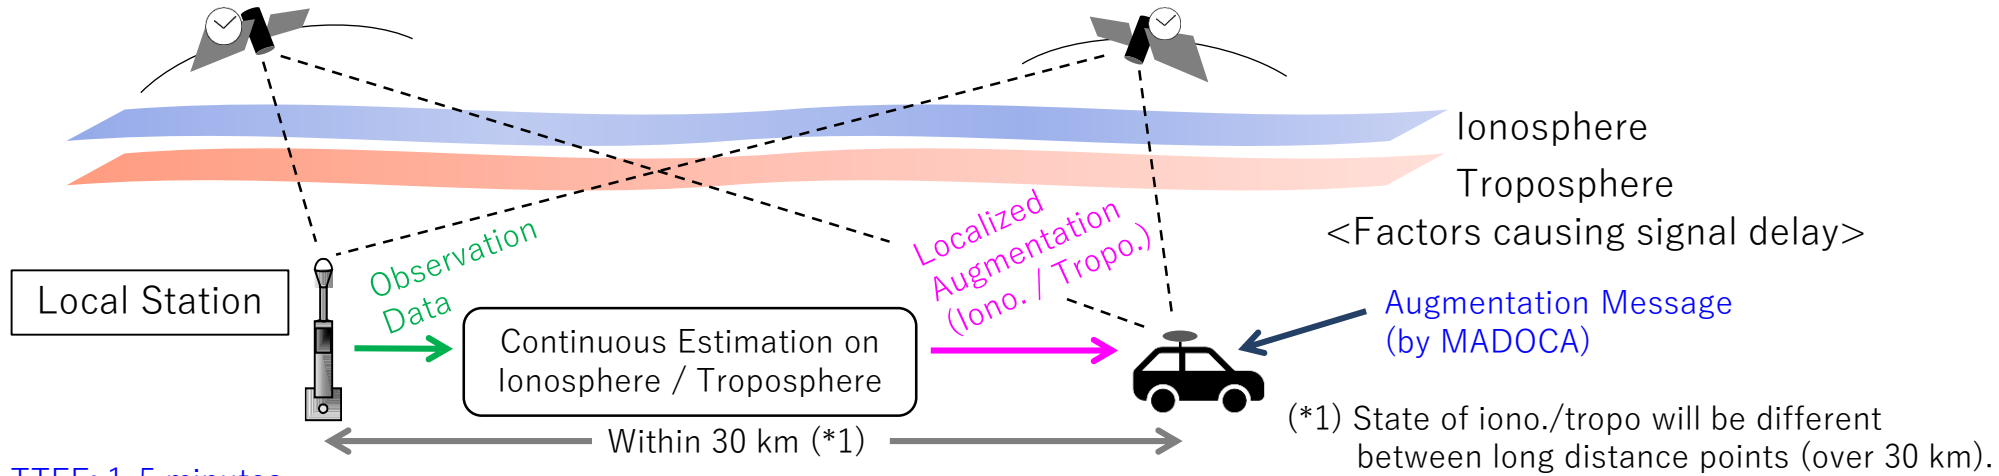 Ionosphere
Troposphere
<Factors causing signal delay>
Local Station
Observation
Data
Continuous Estimation on
Ionosphere / Troposphere
Localized
Augmentation
(Iono. / Tropo.)
Augmentation Message
(by MADOCA)
Within 30 km (*1)
(*1) State of iono./tropo will be different
between long distance points (over 30 km).